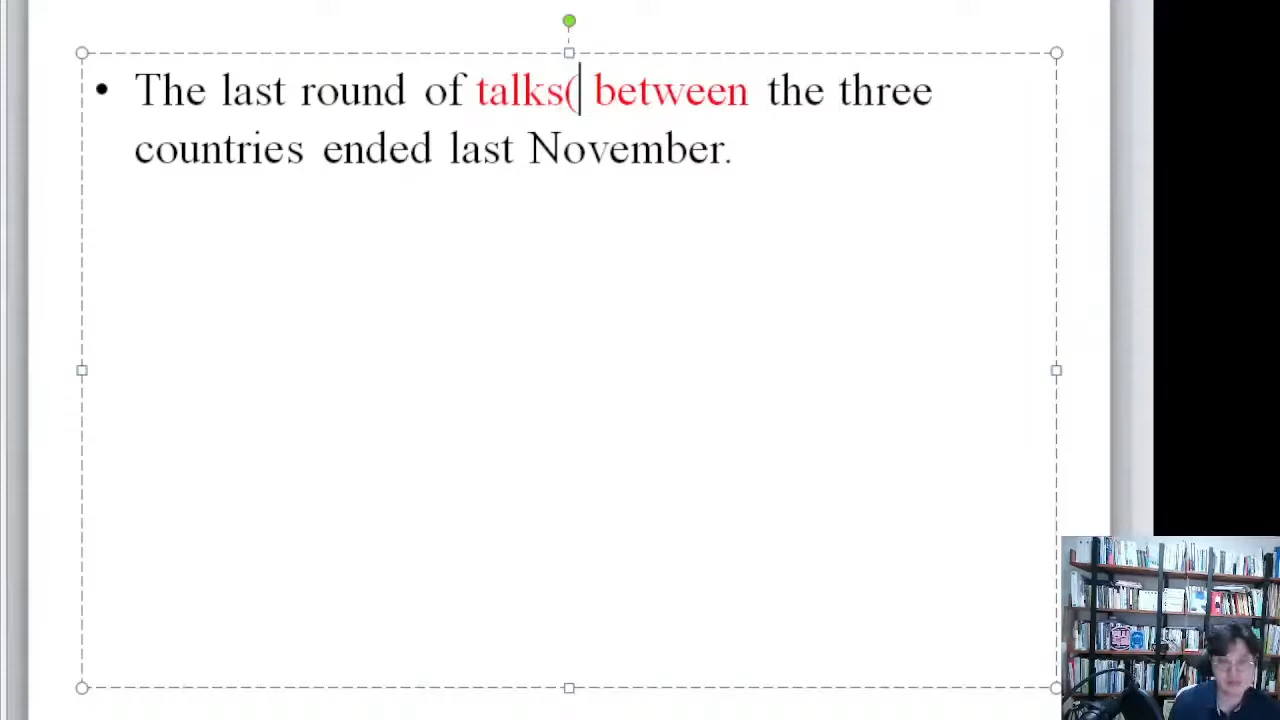 • The last round of talks( between the three
countries ended last November.